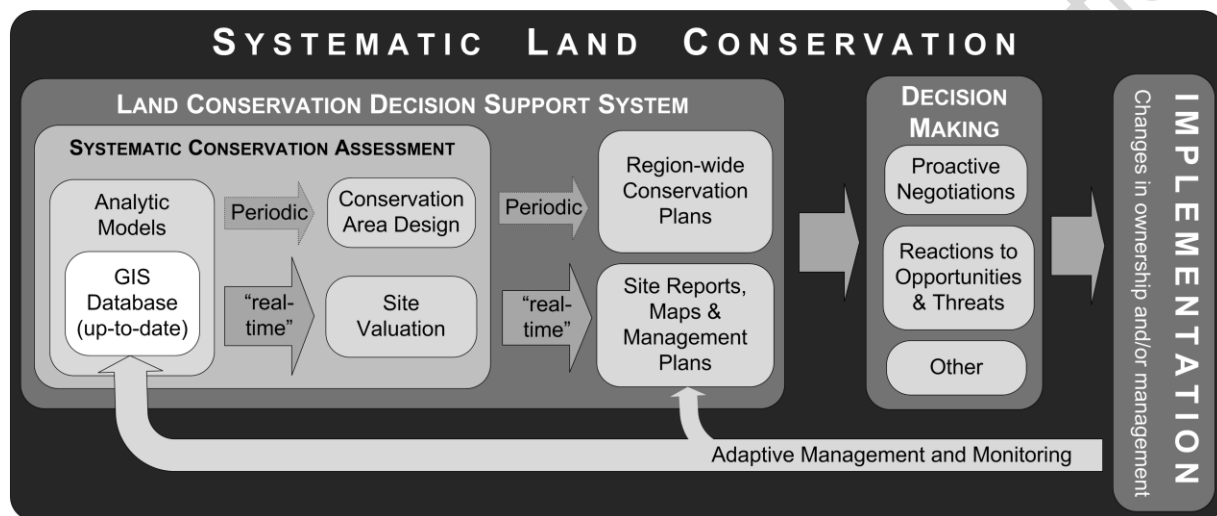 SYSTEMATIC LAND CONSERVATION
LAND CONSERVATION DECISION SUPPORT SYSTEM
SYSTEMATIC CONSERVATION ASSESSMENT
Analytic
Models
GIS
Database
(up-to-date)
Periodic
"real-
time"
Conservation
Area Design
Site
Valuation
Periodic
"real-
time"
Region-wide
Conservation
Plans
Site Reports,
Maps &
Management
Plans
DECISION
MAKING
Proactive
Negotiations
Reactions to
Opportunities
& Threats
Other
IMPLEMENTATION
Changes in ownership and/or management
Adaptive Management and Monitoring